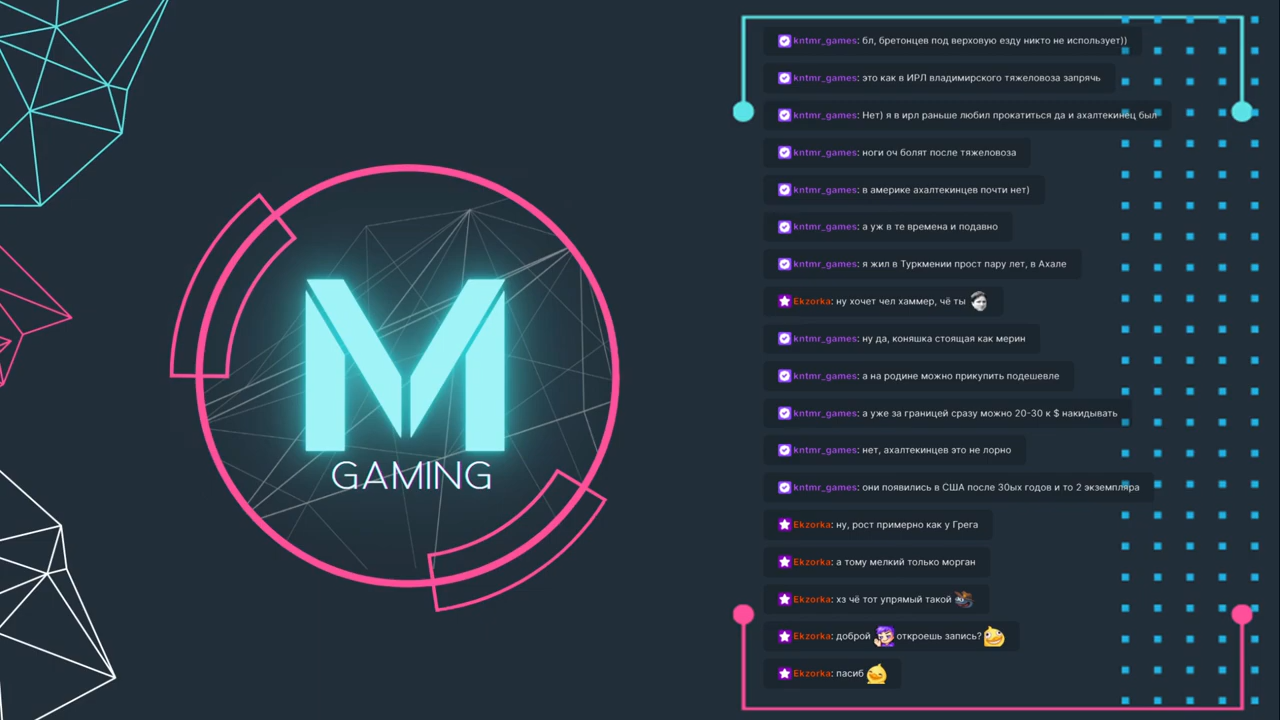 M
GAMING
kntmr_games: бл, бретонцев под верховую езду никто не использует))
kntmr_games: это как в ИРЛ владимирского тяжеловоза запрячь
kntmr_games: Нет) я в ирл раньше любил прокатиться да и ахалтекинец был
kntmr_games: ноги оч болят после тяжеловоза
kntmr_games: в америке ахалтекинцев почти нет)
kntmr_games: а уж в те времена и подавно
kntmr_games: я жил в Туркмении прост пару лет, в Ахале
Ekzorka: ну хочет чел хаммер, чё ты
kntmr_games: ну да, коняшка стоящая как мерин
kntmr_games: а на родине можно прикупить подешевле
kntmr_games: а уже за границей сразу можно 20-30 к $ накидывать
kntmr_games: нет, ахалтекинцев это не лорно
kntmr_games: они появились в США после 30ых годов и то 2 экземпляра
Ekzorka: ну, рост примерно как у Грега
Ekzorka: а тому мелкий только морган
Ekzorka: хз чё тот упрямый такой
Ekzorka: доброй откроешь запись?
Ekzorka: пасиб